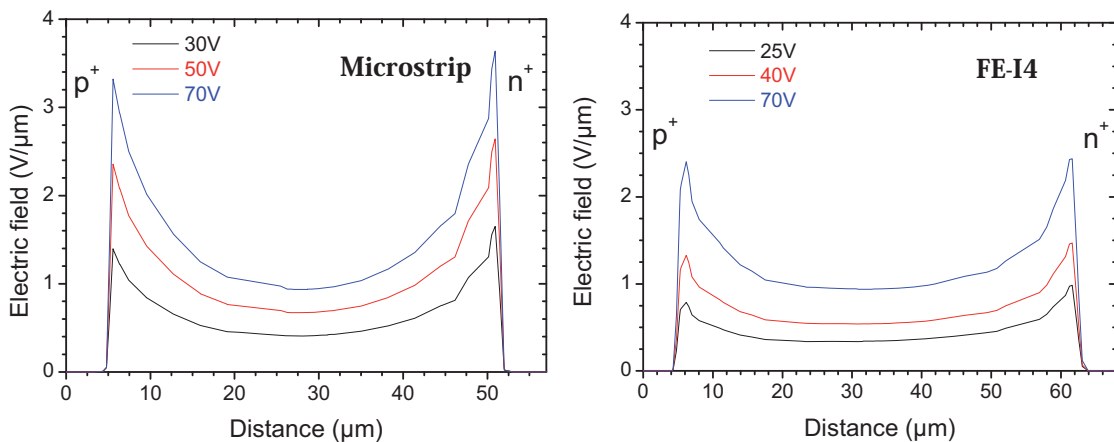 Microstrip
30V
50V
70V
p+
n+
4
3
2
1
0
Electric field (V/µm)
0 10 20 30 40 50
Distance (µm)
FE-I4
25V
40V
70V
p+
n+
4
3
2
1
0
Electric field (V/µm)
0 10 20 30 40 50 60
Distance (µm)